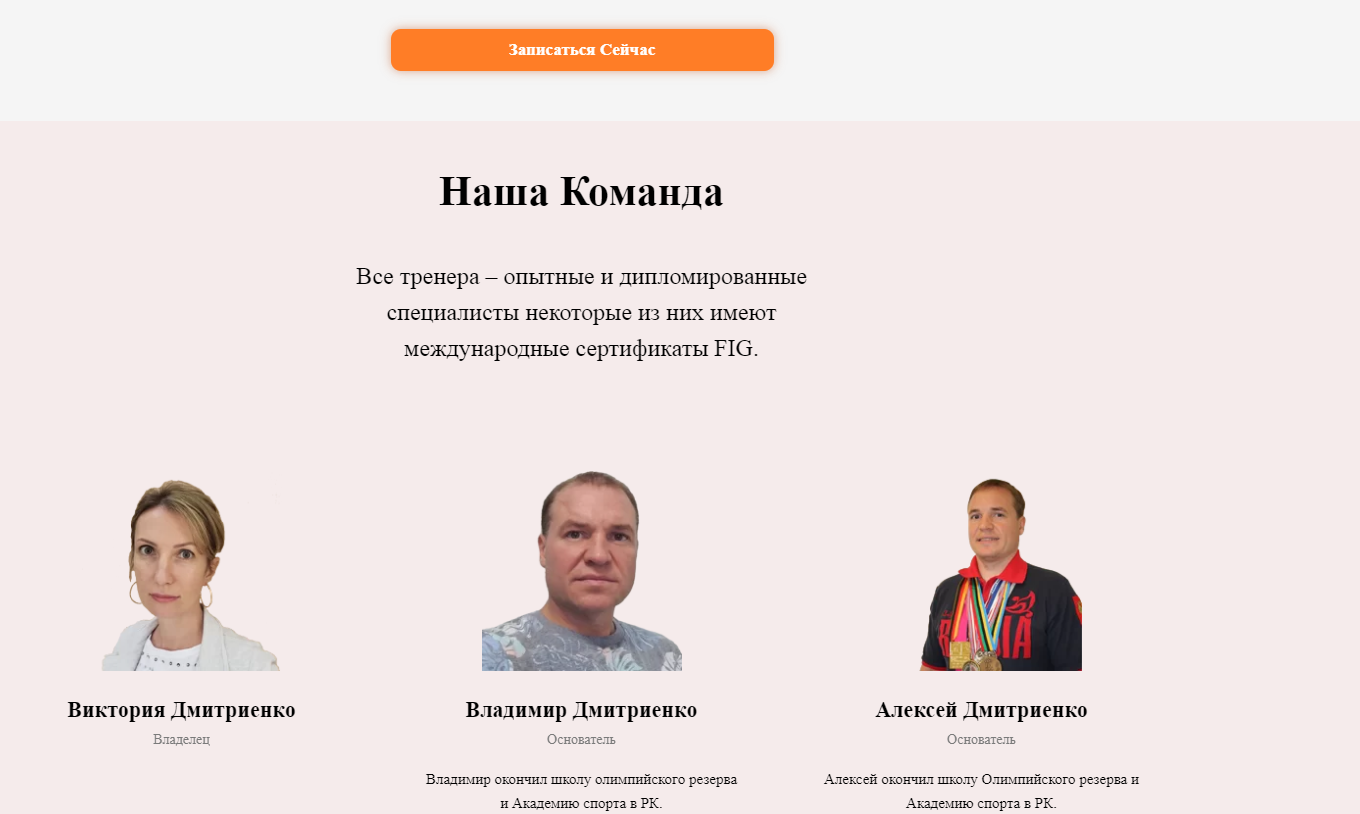 Записаться Сейчас
Наша Команда
Все тренера – опытные и дипломированные
специалисты некоторые из них имеют
международные сертификаты FIG.
Виктория Дмитриенко
Владимир Дмитриенко
Алексей Дмитриенко
Владелец
Основатель
Основатель
Владимир окончил школу олимпийского резерва
и Академию спорта в РК.
Алексей окончил школу Олимпийского резерва и
Академию спорта в РК.